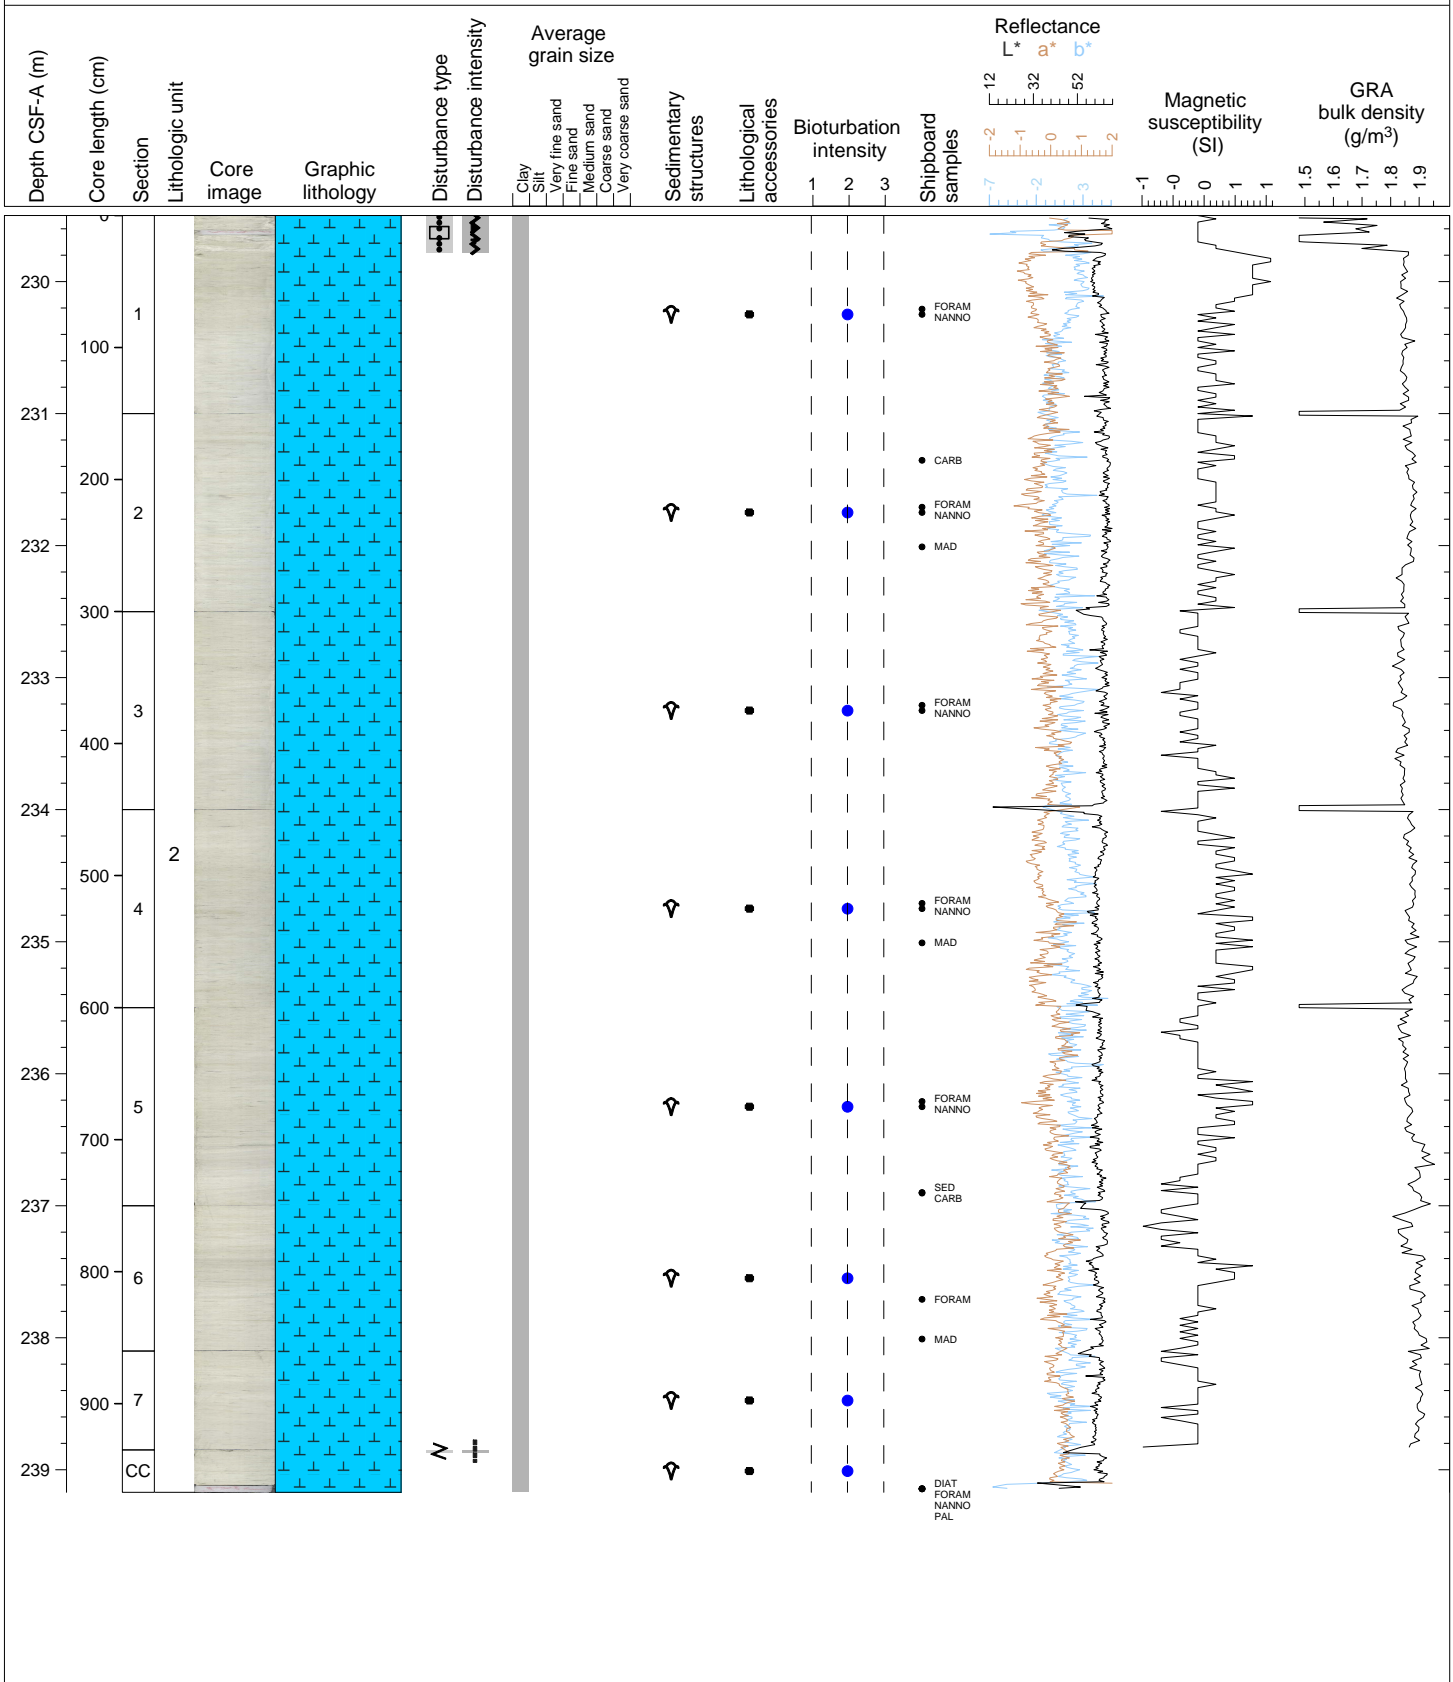 Depth CSF-A (m)
Core length (cm)
Section
Lithologic unit
Core
image
Graphic
lithology
Disturbance type
Disturbance intensity
Average
grain size
Clay
Silt
Very fine sand
Fine sand
Medium sand
Coarse sand
Very coarse sand
Sedimentary
structures
Lithological
accessories
Bioturbation
intensity
1 2 3
Shipboard
samples
Reflectance
L* a* b*
12 32 52
-2 -1 0 1 2
-7 -2 3
Magnetic
susceptibility
(SI)
-1 -0 0 1 1
GRA
bulk density
(g/m3)
1.5 1.6 1.7 1.8 1.9
0
230
1
FORAM
NANNO
100
231
CARB
200
2
FORAM
NANNO
232
MAD
300
233
3
FORAM
NANNO
400
234
2
500
4
FORAM
NANNO
235
MAD
600
236
5
FORAM
NANNO
700
SED
CARB
237
800
6
FORAM
238
MAD
7
900
239
CC
DIAT
FORAM
NANNO
PAL